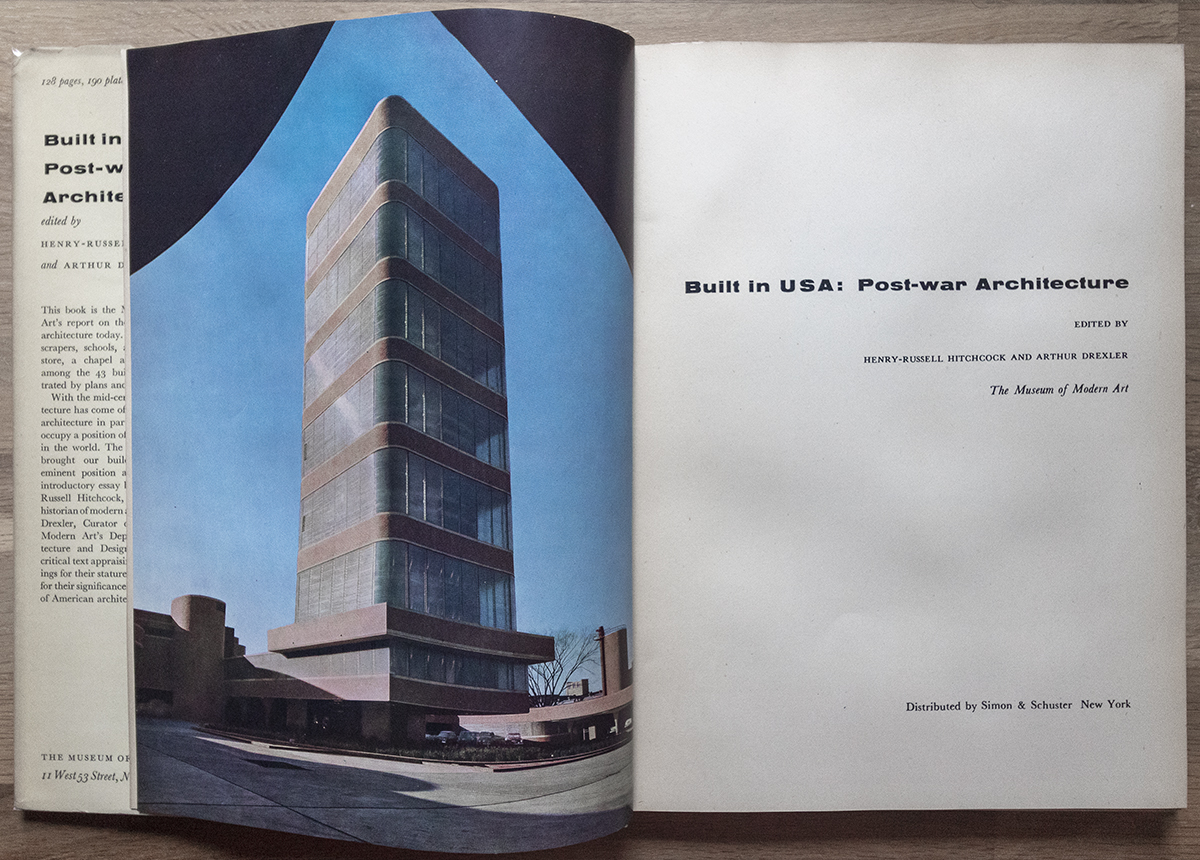 128 pages, 190 plat
Built in
Post-w
Archite
edited by
HENRY-RUSSE
and ARTHUR D
This book is the
Art's report on th
architecture today.
scrapers, schools,
store, a chapel a
among the 43 bui
trated by plans and
With the mid-cen
tecture has come of
architecture in par
occupy a position of
in the world. The
brought our buil
eminent position a
introductory essay
Russell Hitchcock,
historian of modern
Drexler, Curator
Modern Art's Dep
tecture and Design
critical text appraisi
ings for their stature
for their significance
of American archite
THE MUSEUM OF
11 West 53 Street, N
Built in USA: Post-war Architecture
EDITED BY
HENRY-RUSSELL HITCHCOCK AND ARTHUR DREXLER
The Museum of Modern Art
Distributed by Simon & Schuster New York